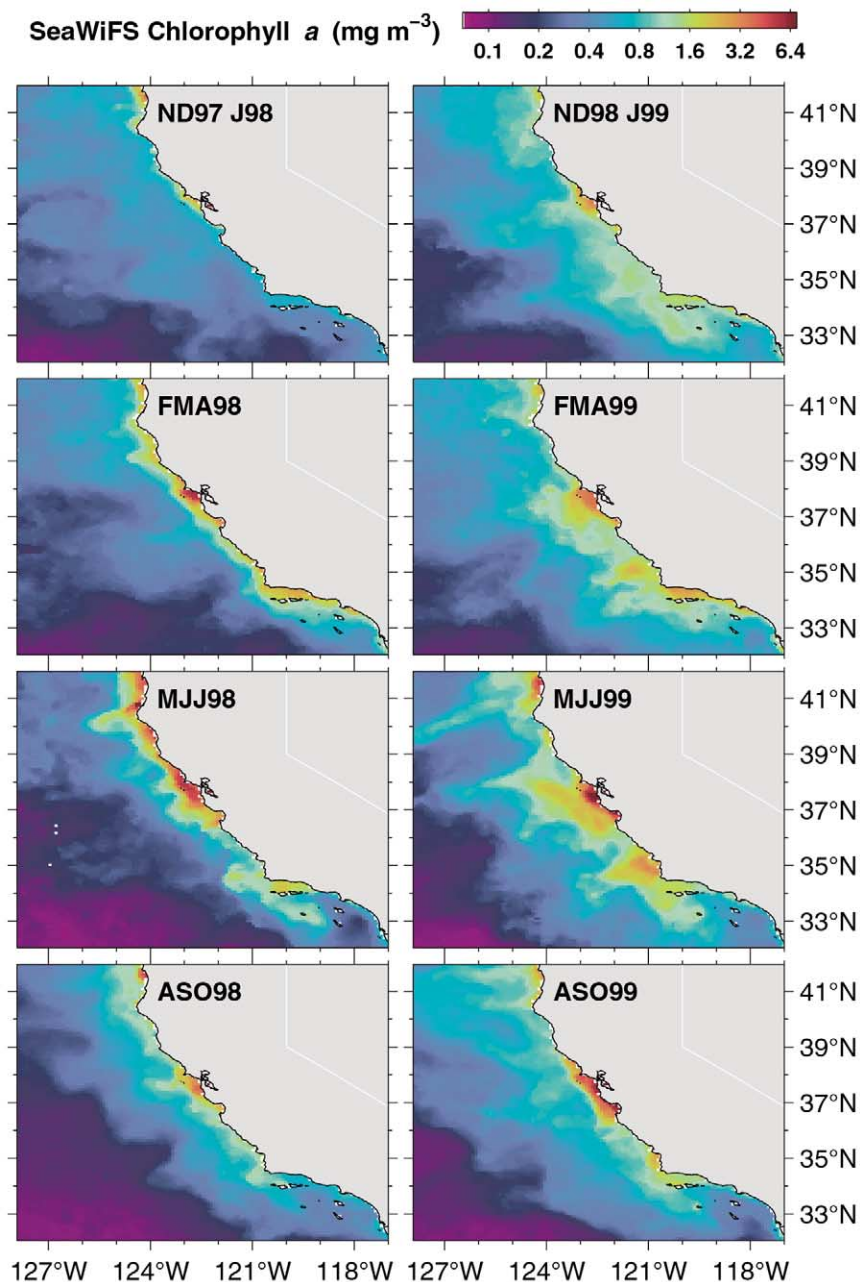 SeaWiFS Chlorophyll a (mg m⁻³)
0.1 0.2 0.4 0.8 1.6 3.2 6.4
ND97 J98
ND98 J99
41°N
39°N
37°N
35°N
33°N
FMA98
FMA99
41°N
39°N
37°N
35°N
33°N
MJJ98
MJJ99
41°N
39°N
37°N
35°N
33°N
ASO98
ASO99
41°N
39°N
37°N
35°N
33°N
127°W 124°W 121°W 118°W 127°W 124°W 121°W 118°W